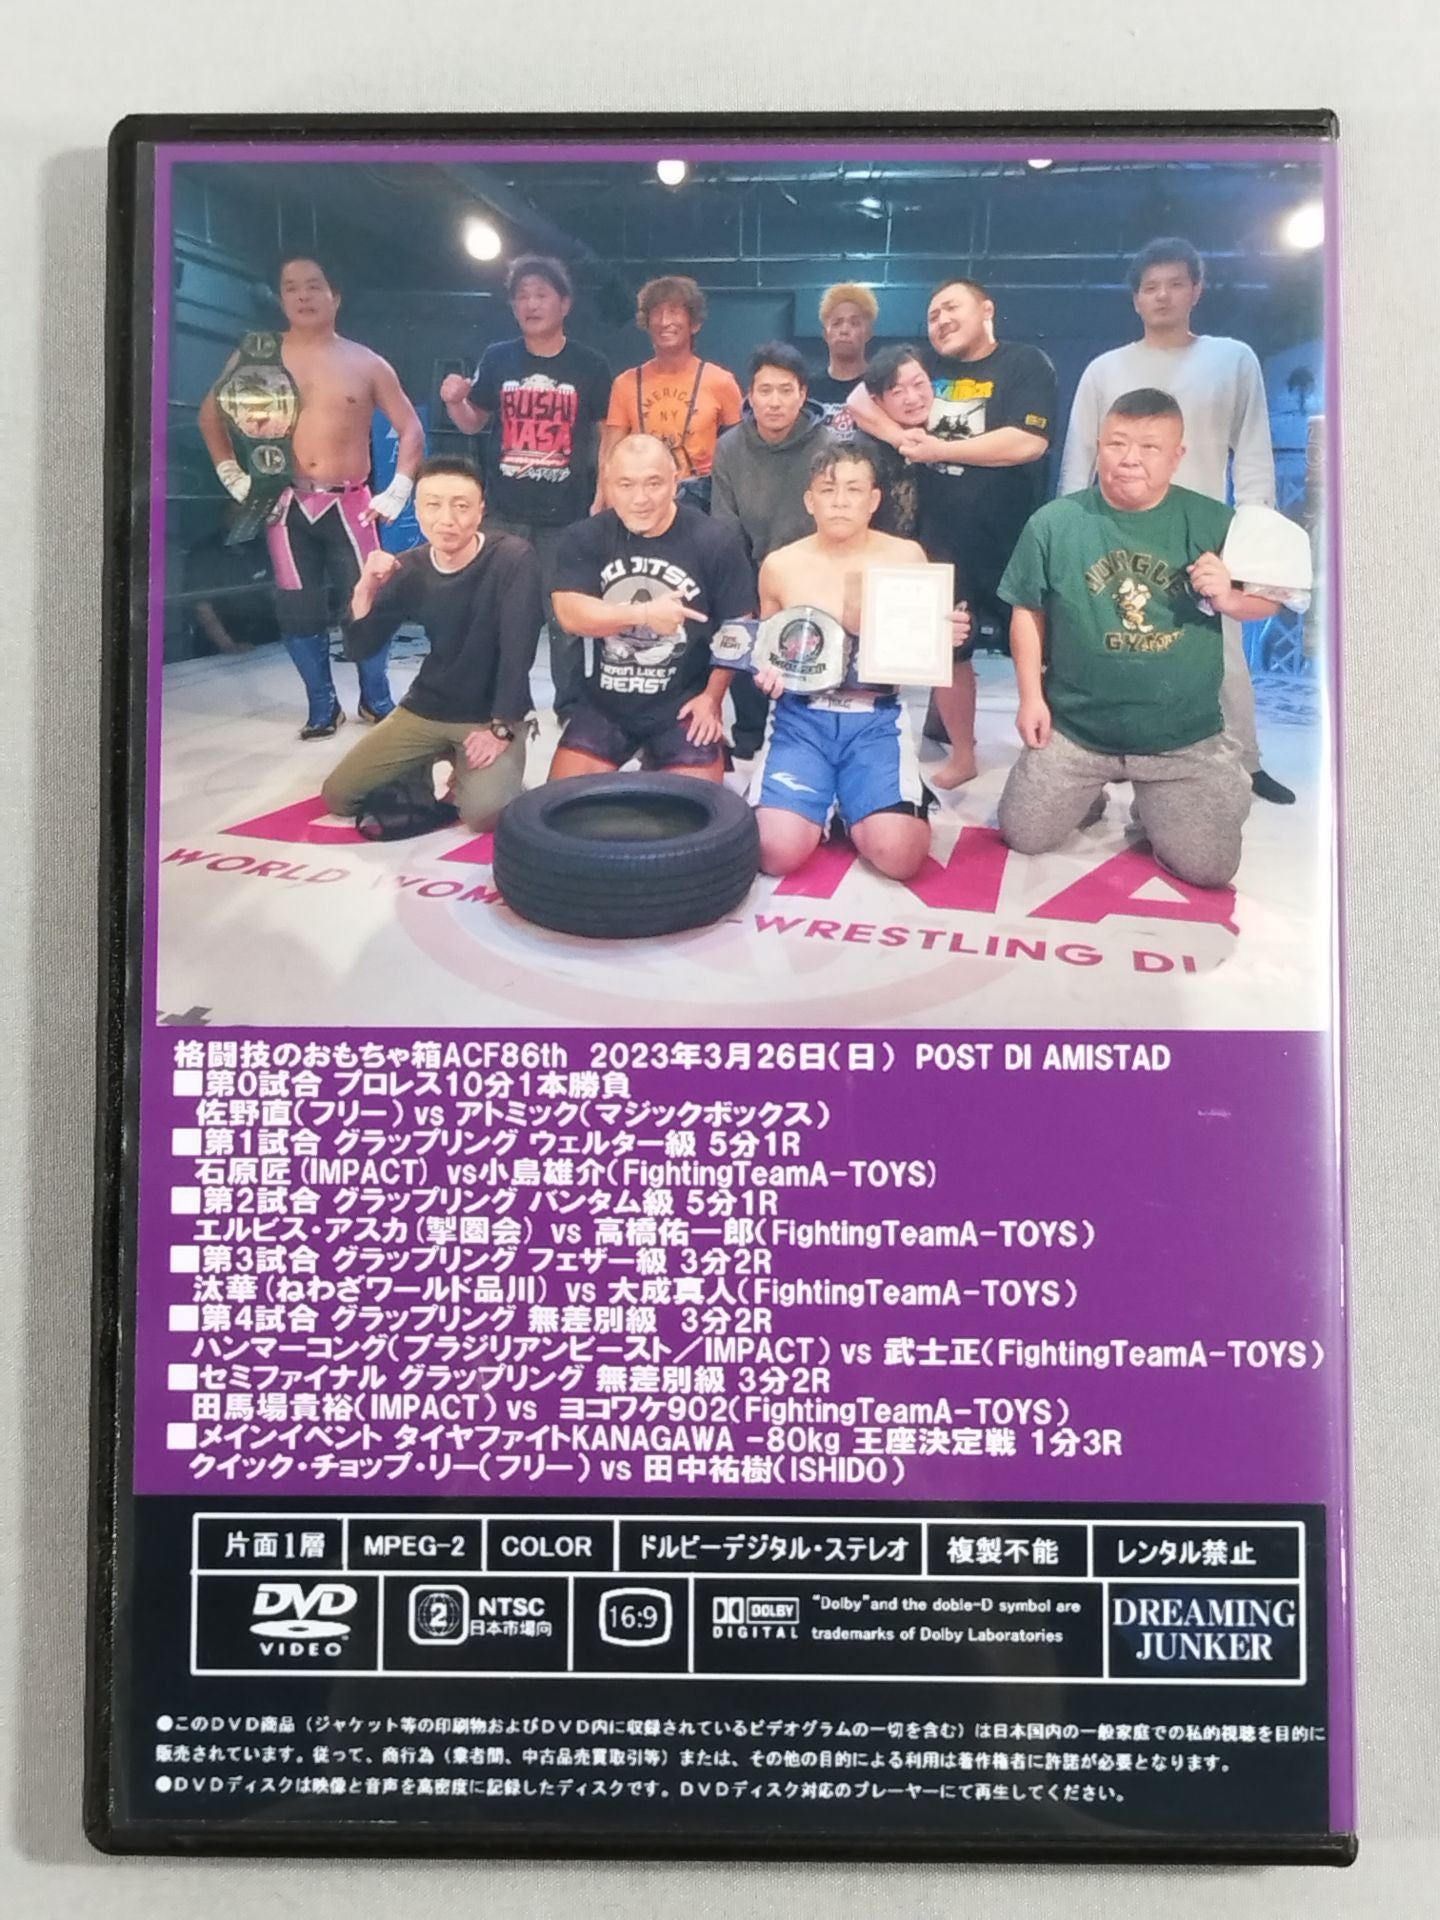 BUSHI
MASA
AMERICA
NY
JIU JITSU
TRAIN LIKE A
BEAST
JUNGLE
GYM
WORLD WOM
-WRESTLING DI
格闘技のおもちゃ箱ACF86th 2023年3月26日(日) POST DI AMISTAD
■第0試合 プロレス10分1本勝負
佐野直(フリー) vs アトミック(マジックボックス)
■第1試合 グラップリング ウェルター級 5分1R
石原匠(IMPACT) vs小島雄介(FightingTeamA-TOYS)
■第2試合 グラップリング バンタム級 5分1R
エルビス・アスカ(掣圏会) vs 高橋佑一郎(FightingTeamA-TOYS)
■第3試合 グラップリング フェザー級 3分2R
汰華(ねわざワールド品川) vs 大成真人(FightingTeamA-TOYS)
■第4試合 グラップリング 無差別級 3分2R
ハンマーコング(ブラジリアンビースト／IMPACT) vs 武士正(FightingTeamA-TOYS)
■セミファイナル グラップリング 無差別級 3分2R
田馬場貴裕(IMPACT) vs ヨコワケ902(FightingTeamA-TOYS)
■メインイベント タイヤファイトKANAGAWA -80kg 王座決定戦 1分3R
クイック・チョップ・リー(フリー) vs 田中祐樹(ISHIDO)
片面1層 MPEG-2 COLOR ドルビーデジタル・ステレオ 複製不能 レンタル禁止
DVD VIDEO 2 NTSC 日本市場向 16:9 DOLBY DIGITAL "Dolby"and the doble-D symbol are trademarks of Dolby Laboratories DREAMING JUNKER
●このDVD商品（ジャケット等の印刷物およびDVD内に収録されているビデオグラムの一切を含む）は日本国内の一般家庭での私的視聴を目的に
販売されています。従って、商行為（業者間、中古品売買取引等）または、その他の目的による利用は著作権者に許諾が必要となります。
●DVDディスクは映像と音声を高密度に記録したディスクです。DVDディスク対応のプレーヤーにて再生してください。